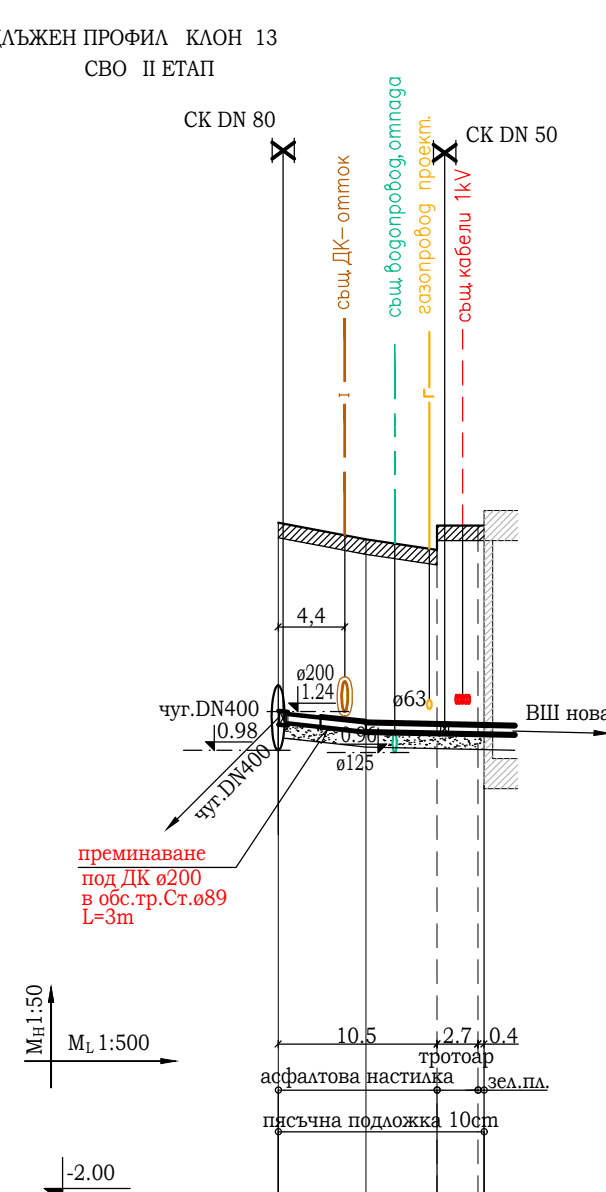 ДЛЪЖЕН ПРОФИЛ КЛОН 13
СВО II ЕТАП
СК DN 80
СК DN 50
същ.ДК-отток
същ.водопровод,отпада
газопровод проект.
същ.кабели 1kV
I
Г
4,4
ø200
1.24
ø63
чуг.DN400
0.98
0.96
ø125
ВШ нова
чуг.DN400
преминаване
под ДК ø200
в обс.тр.Ст.ø89
L=3m
MH 1:50
ML 1:500
10.5
2.7
0.4
тротоар
асфалтова настилка
зел.пл.
пясъчна подложка 10cm
-2.00